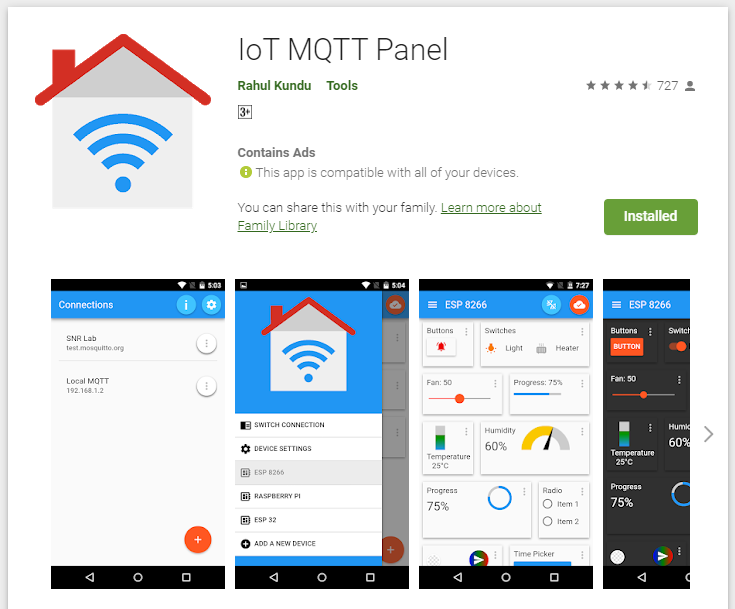 IoT MQTT Panel
Rahul Kundu Tools
727
3+
Contains Ads
This app is compatible with all of your devices.
You can share this with your family. Learn more about
Family Library
Installed
5:03
Connections
SNR Lab
test.mosquitto.org
Local MQTT
192.168.1.2
5:04
SWITCH CONNECTION
DEVICE SETTINGS
ESP 8266
RASPBERRY PI
ESP 32
ADD A NEW DEVICE
7:27
ESP 8266
Buttons
Switches
Light
Heater
Fan: 50
Progress: 75%
Temperature
25°C
Humidity
60%
Progress
75%
Radio
Item 1
Item 2
Time Picker
ESP 8266
Buttons
BUTTON
Switch
Fan: 50
Temperature
25°C
Humid
60%
Progress
75%